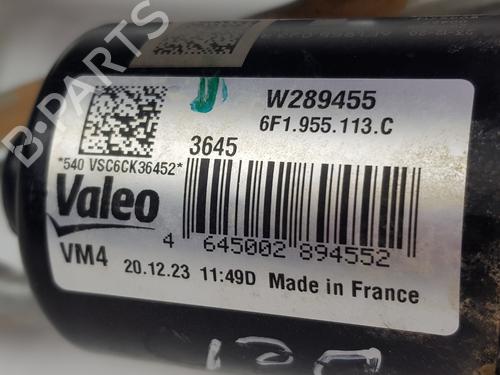 W289455
6F1.955.113.C
3645
*540 VSC6CK36452*
Valeo
4 645002 894552
VM4 20.12.23 11:49D Made in France
B-PARTS